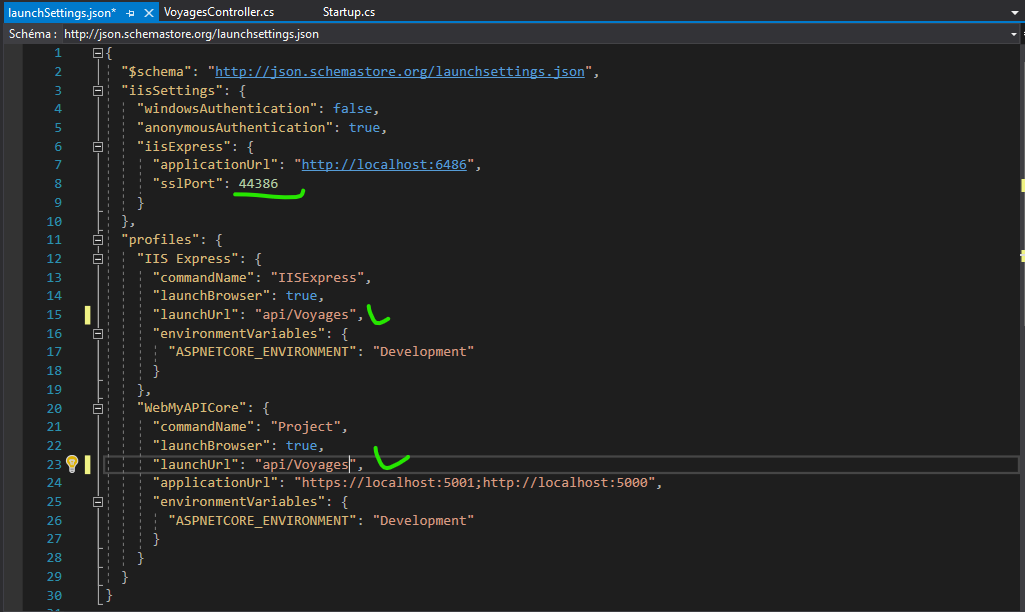 launchSettings.json* VoyagesController.cs Startup.cs
Schéma : http://json.schemastore.org/launchsettings.json
1 {
2 "$schema": "http://json.schemastore.org/launchsettings.json",
3 "iisSettings": {
4 "windowsAuthentication": false,
5 "anonymousAuthentication": true,
6 "iisExpress": {
7 "applicationUrl": "http://localhost:6486",
8 "sslPort": 44386
9 }
10 },
11 "profiles": {
12 "IIS Express": {
13 "commandName": "IISExpress",
14 "launchBrowser": true,
15 "launchUrl": "api/Voyages",
16 "environmentVariables": {
17 "ASPNETCORE_ENVIRONMENT": "Development"
18 }
19 },
20 "WebMyAPICore": {
21 "commandName": "Project",
22 "launchBrowser": true,
23 "launchUrl": "api/Voyages",
24 "applicationUrl": "https://localhost:5001;http://localhost:5000",
25 "environmentVariables": {
26 "ASPNETCORE_ENVIRONMENT": "Development"
27 }
28 }
29 }
30 }
31